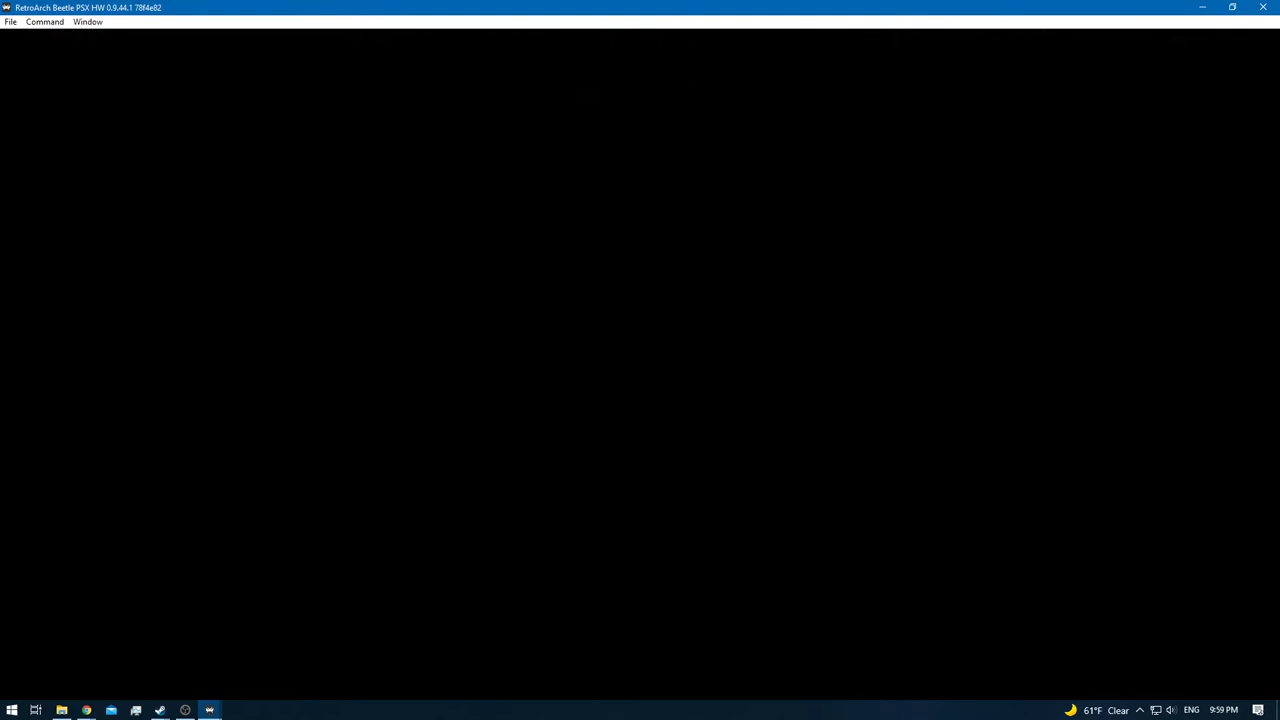 RetroArch Beetle PSX HW 0.9.44.1 78f4e82
File Command Window
61°F Clear ENG 9:59 PM